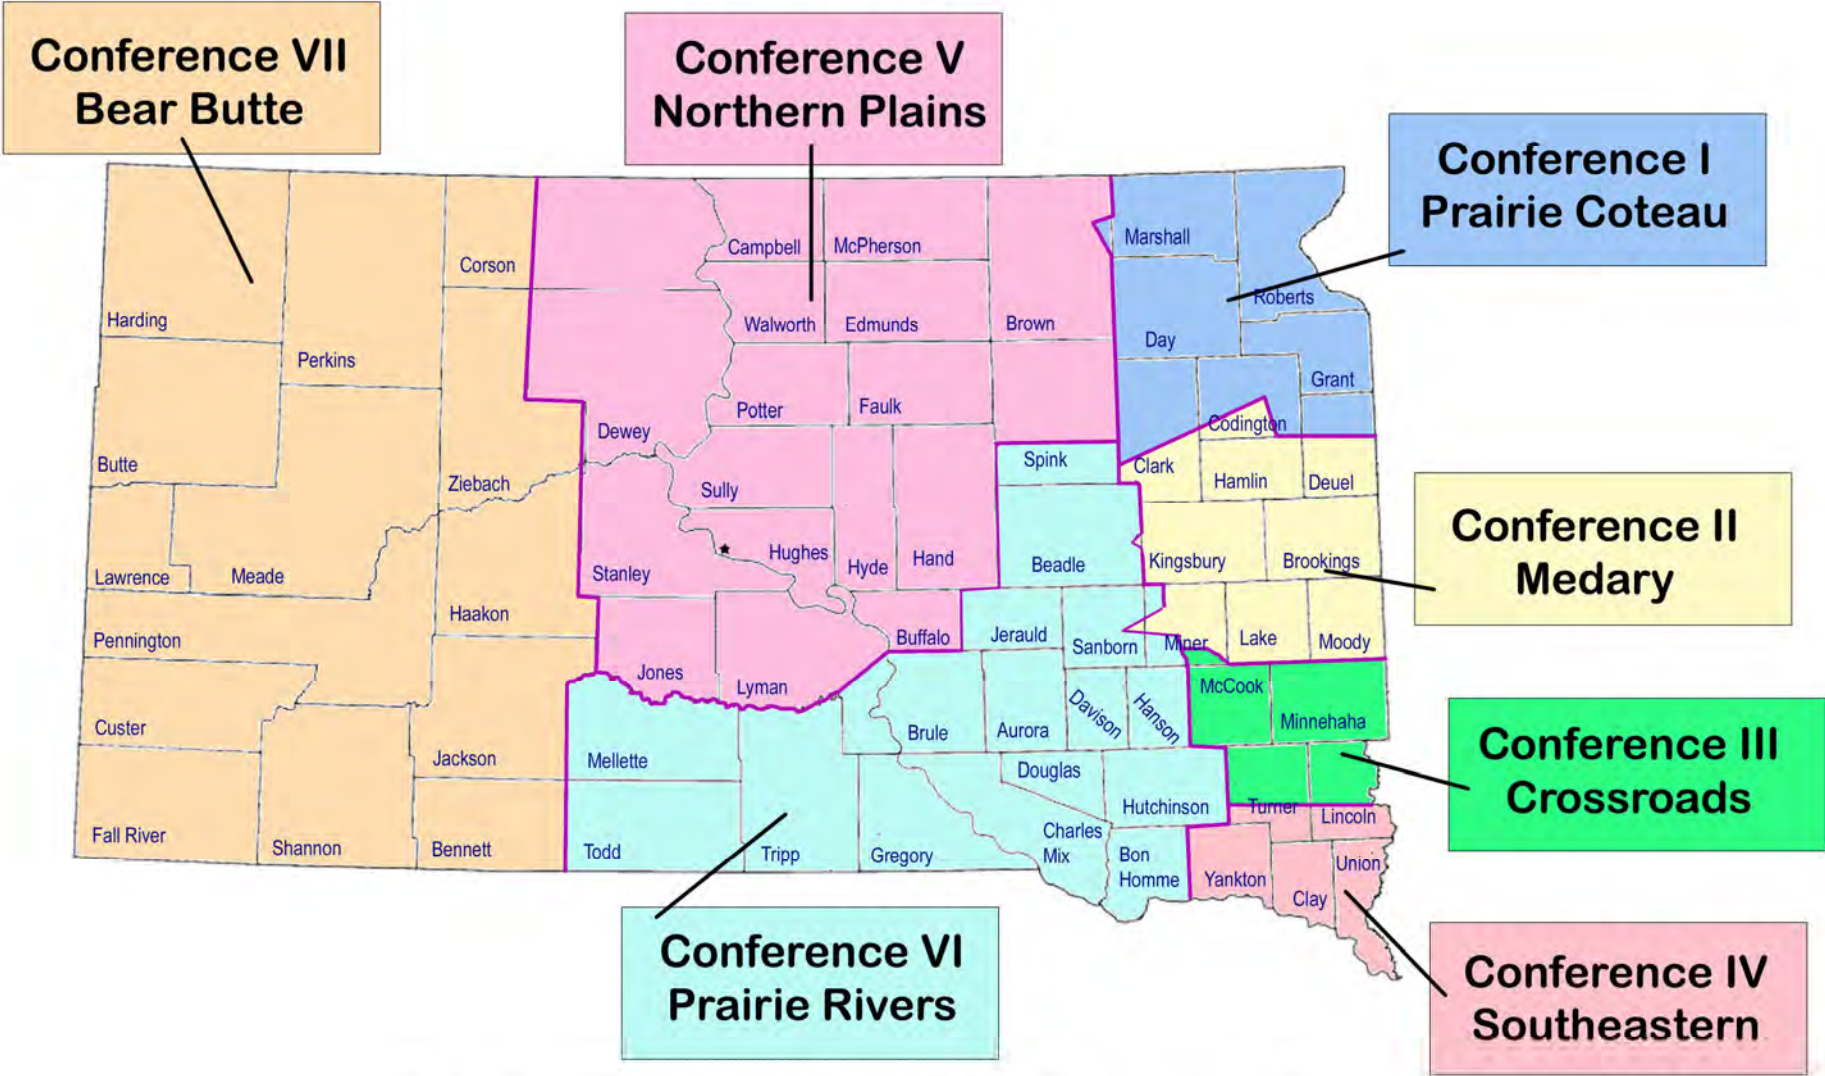 Conference VII
Bear Butte
Conference V
Northern Plains
Conference I
Prairie Coteau
Campbell
McPherson
Marshall
Corson
Roberts
Harding
Walworth
Edmunds
Brown
Day
Perkins
Grant
Potter
Faulk
Codington
Dewey
Butte
Spink
Clark
Ziebach
Sully
Hamlin
Deuel
Conference II
Medary
Lawrence
Meade
Stanley
Hughes
Hyde
Hand
Beadle
Kingsbury
Brookings
Haakon
Pennington
Buffalo
Jerauld
Sanborn
Miner
Lake
Moody
Jones
Lyman
McCook
Custer
Brule
Aurora
Davison
Hanson
Minnehaha
Conference III
Crossroads
Jackson
Mellette
Douglas
Hutchinson
Turner
Lincoln
Fall River
Shannon
Bennett
Todd
Tripp
Gregory
Charles
Mix
Bon
Homme
Yankton
Clay
Union
Conference VI
Prairie Rivers
Conference IV
Southeastern